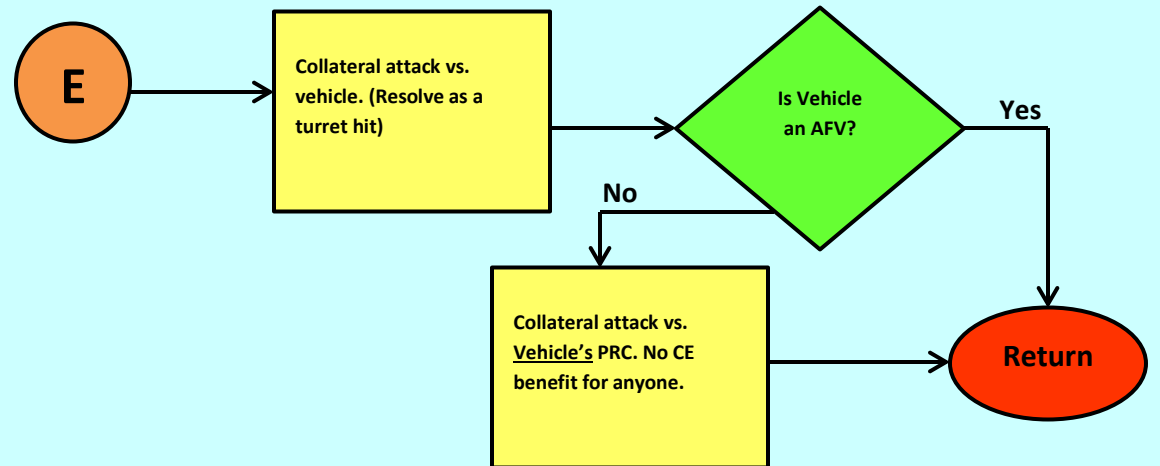 E
Collateral attack vs.
vehicle. (Resolve as a
turret hit)
Is Vehicle
an AFV?
Yes
No
Collateral attack vs.
Vehicle's PRC. No CE
benefit for anyone.
Return